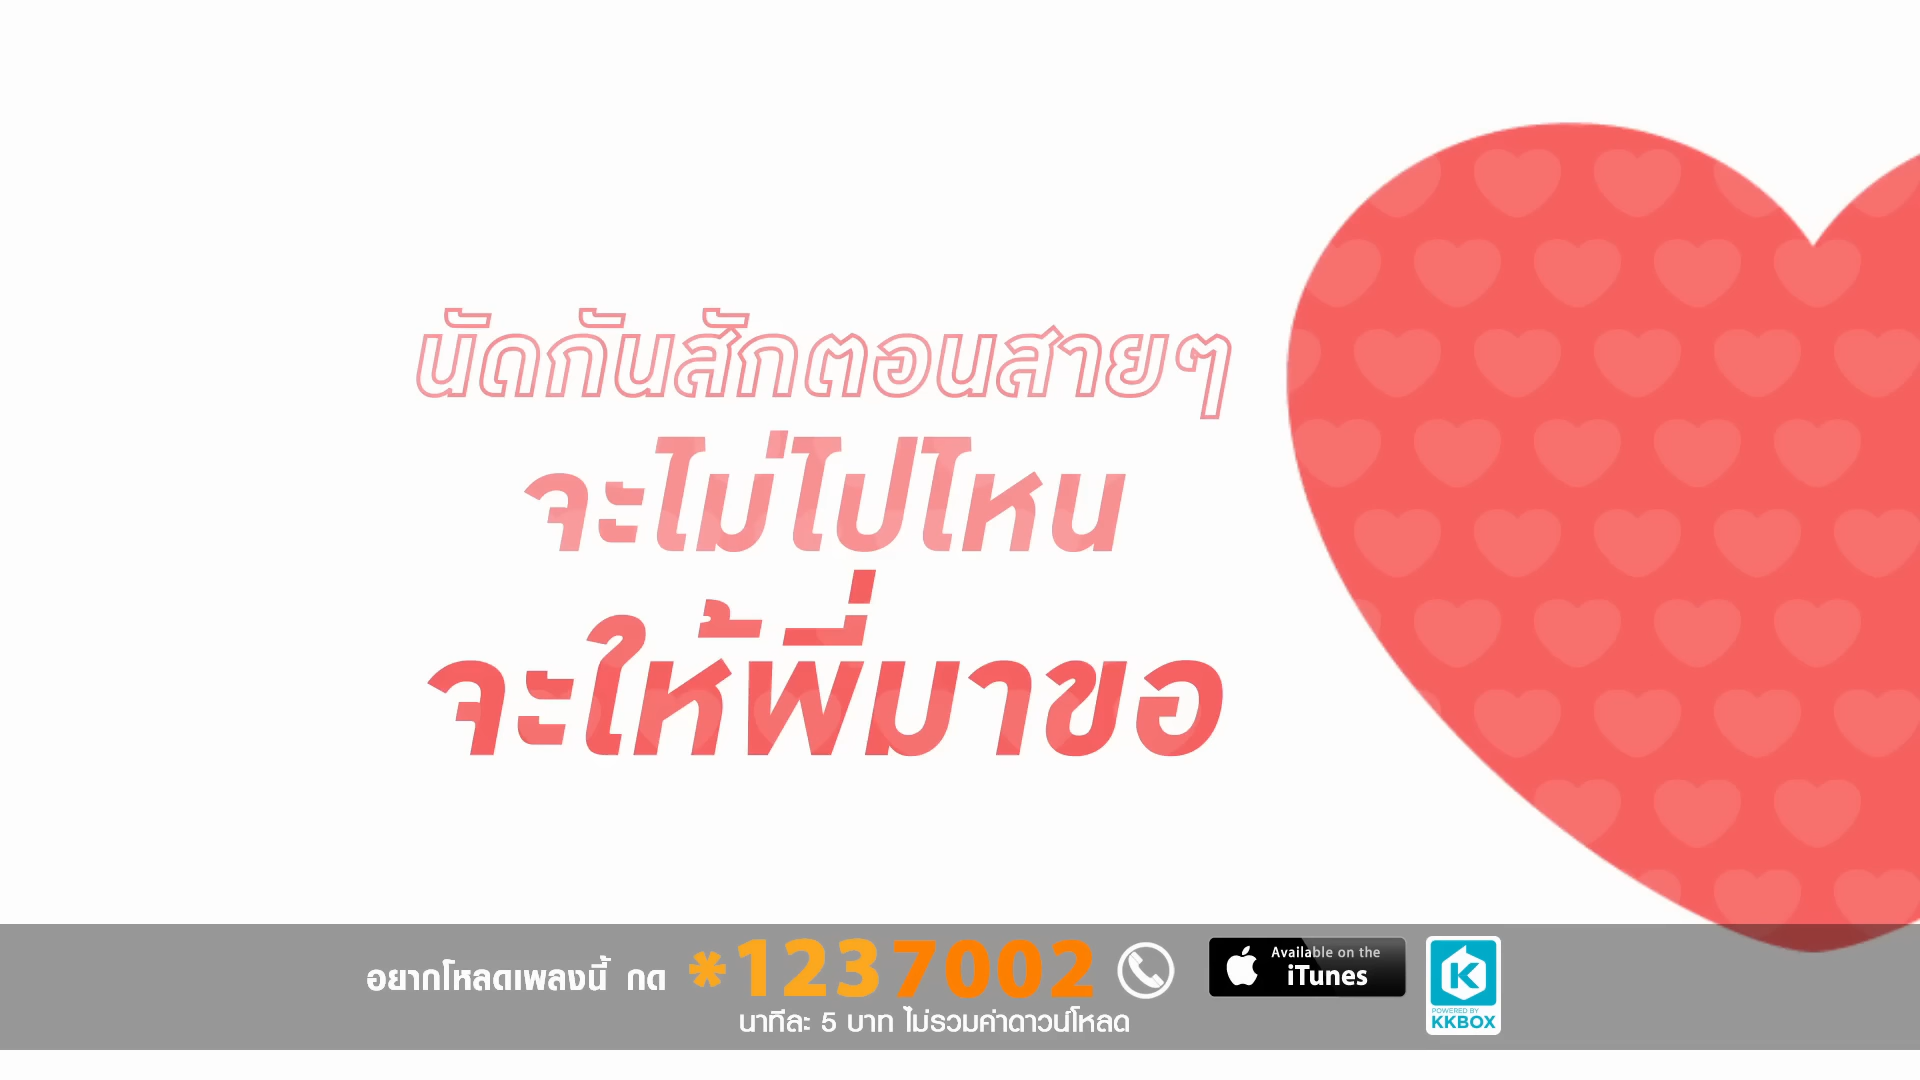 นัดกันสักตอนสายๆ
จะไม่ไปไหน
จะให้พี่มาขอ
อยากโหลดเพลงนี้ กด *1237002
นาทีละ 5 บาท ไม่รวมค่าดาวน์โหลด
Available on the
iTunes
POWERED BY
KKBOX